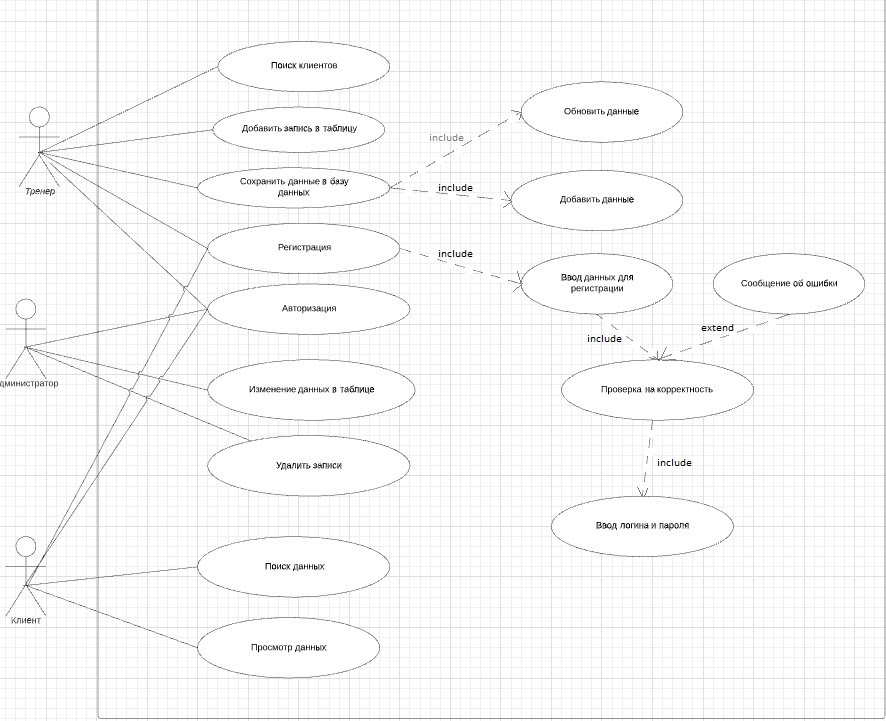 Поиск клиентов
Обновить данные
Добавить запись в таблицу
include
Тренер
Сохранить данные в базу
данных
include
Добавить данные
Регистрация
include
Ввод данных для
регистрации
Сообщение об ошибки
Авторизация
extend
include
дминистратор
Изменение данных в таблице
Проверка на корректность
Удалить записи
include
Ввод логина и пароля
Поиск данных
Клиент
Просмотр данных